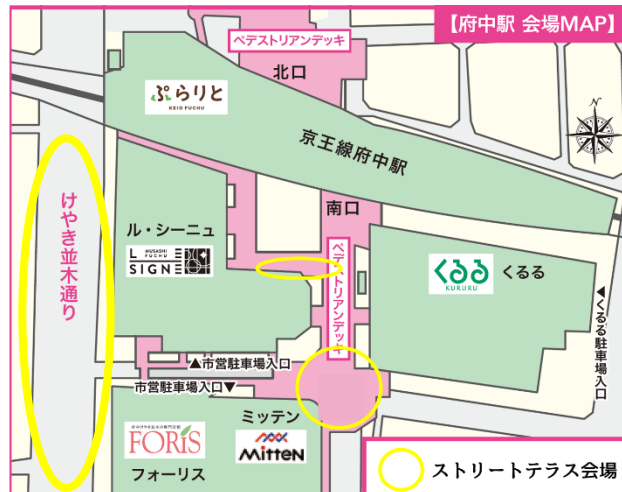 【府中駅 会場MAP】
ペデストリアンデッキ
北口
ぷらりと
KEIO FUCHU
N
京王線府中駅
けやき並木通り
南口
ル・シーニュ
MUSASHI FUCHU
LE SIGNE
ペデストリアンデッキ
くるる
KURURU
くるる
▲くるる駐車場入口
▲市営駐車場入口
市営駐車場入口▼
ミッテン
MitteN
FORIS
フォーリス
ストリートテラス会場